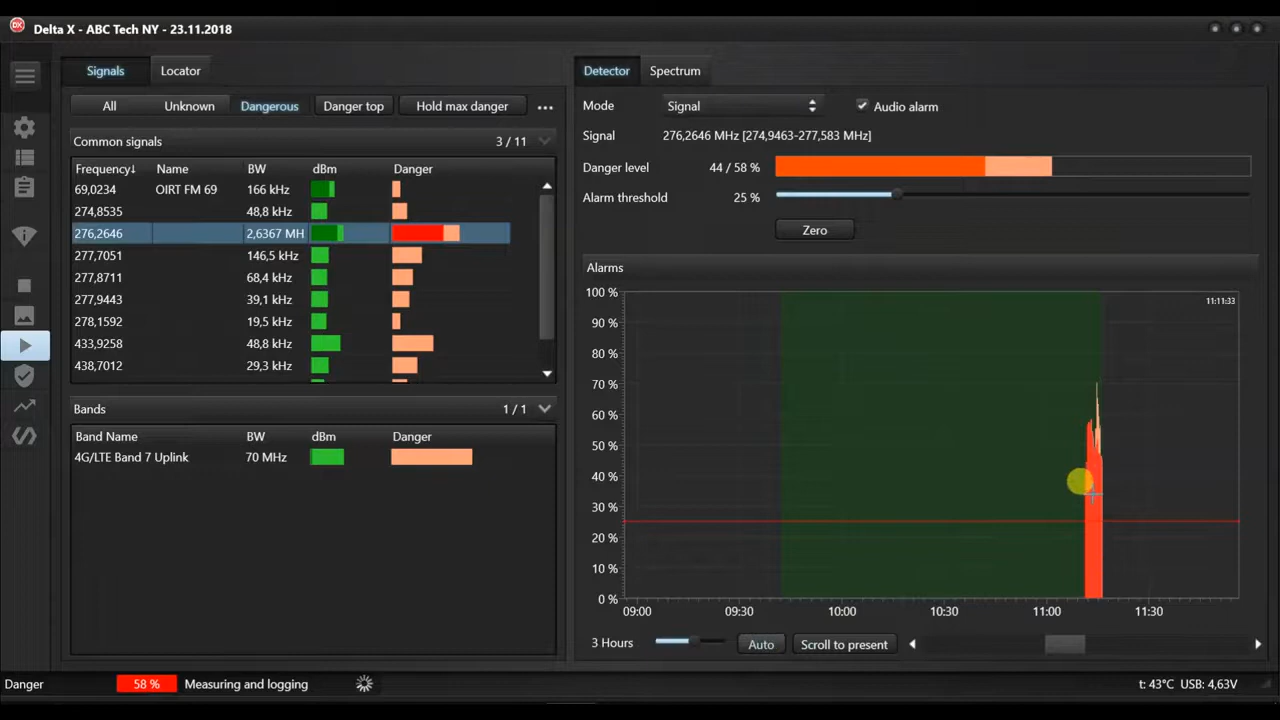 Delta X - ABC Tech NY - 23.11.2018
Signals
Locator
All
Unknown
Dangerous
Danger top
Hold max danger
...
Common signals
3 / 11
Frequency↓ Name BW dBm Danger
69,0234 OIRT FM 69 166 kHz
274,8535 48,8 kHz
276,2646 2,6367 MH
277,7051 146,5 kHz
277,8711 68,4 kHz
277,9443 39,1 kHz
278,1592 19,5 kHz
433,9258 48,8 kHz
438,7012 29,3 kHz
Bands
1 / 1
Band Name BW dBm Danger
4G/LTE Band 7 Uplink 70 MHz
Detector
Spectrum
Mode Signal
Audio alarm
Signal 276,2646 MHz [274,9463-277,583 MHz]
Danger level 44 / 58 %
Alarm threshold 25 %
Zero
Alarms
11:11:33
100 %
90 %
80 %
70 %
60 %
50 %
40 %
30 %
20 %
10 %
0 %
09:00 09:30 10:00 10:30 11:00 11:30
3 Hours
Auto
Scroll to present
Danger 58 % Measuring and logging
t: 43°C USB: 4,63V